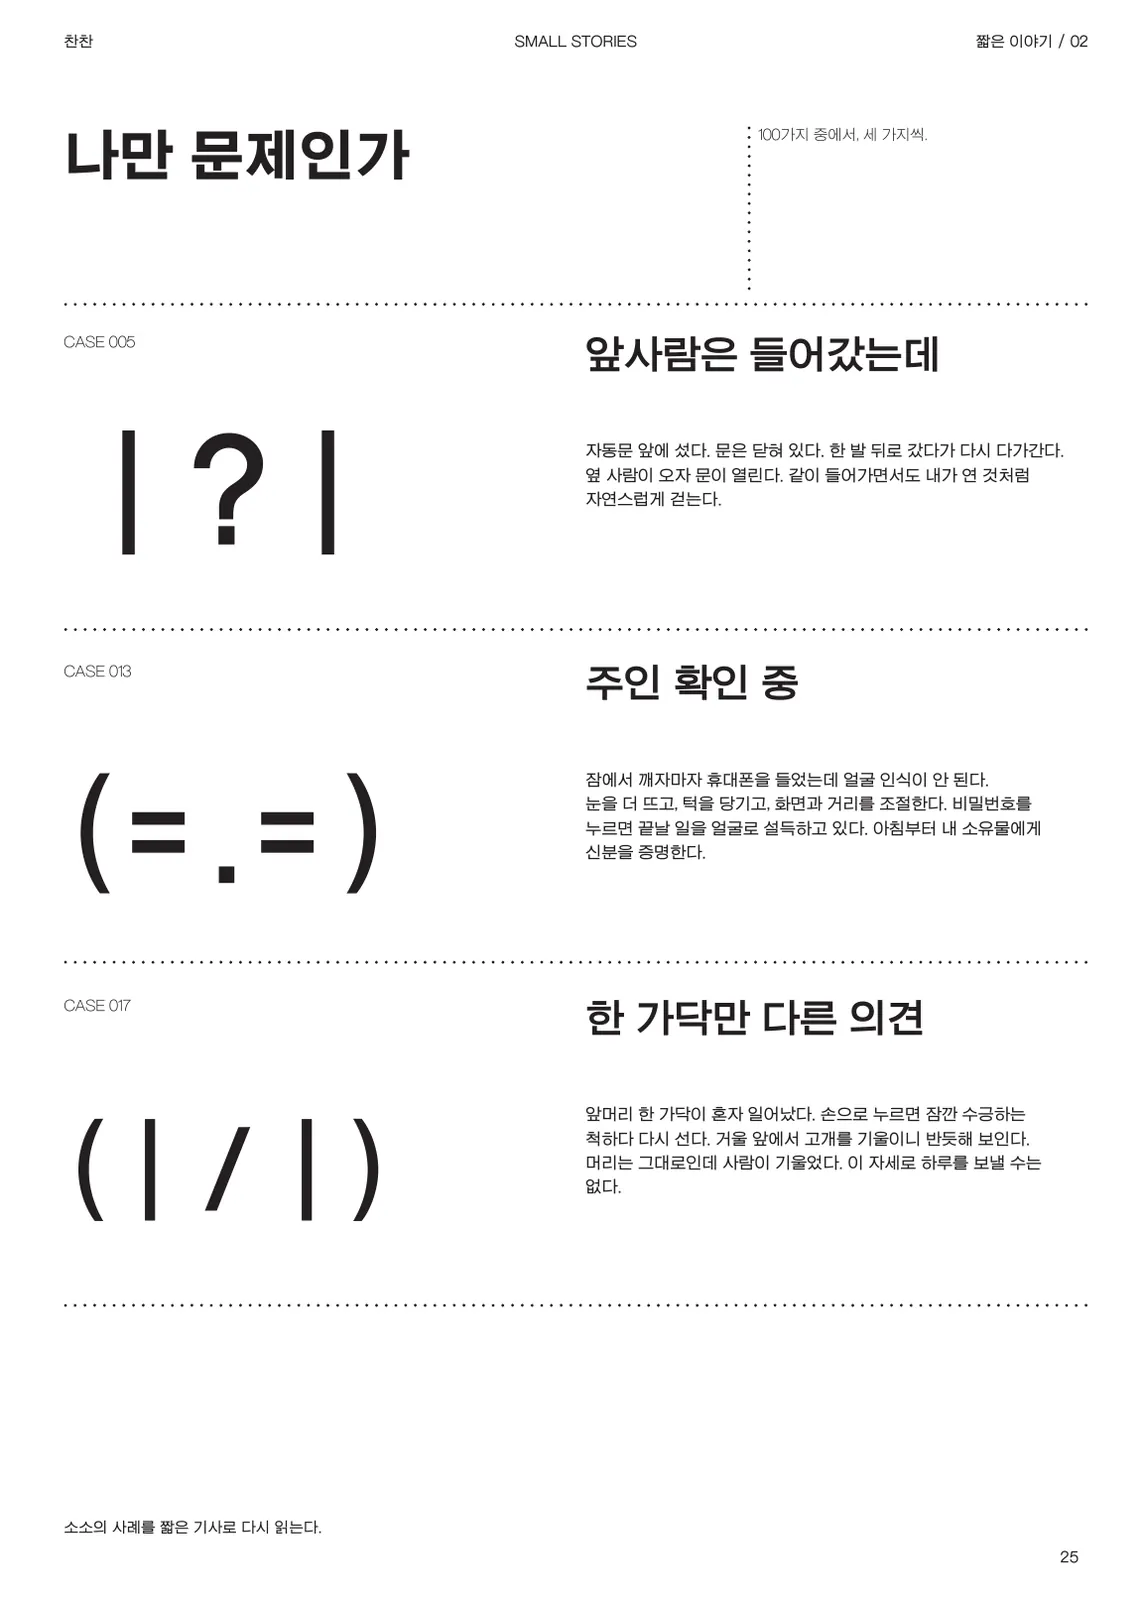 찬찬
SMALL STORIES
짧은 이야기 / 02
나만 문제인가
100가지 중에서, 세 가지씩.
CASE 005
앞사람은 들어갔는데
| ? |
자동문 앞에 섰다. 문은 닫혀 있다. 한 발 뒤로 갔다가 다시 다가간다.
옆 사람이 오자 문이 열린다. 같이 들어가면서도 내가 연 것처럼
자연스럽게 걷는다.
CASE 013
주인 확인 중
(=.=)
잠에서 깨자마자 휴대폰을 들었는데 얼굴 인식이 안 된다.
눈을 더 뜨고, 턱을 당기고, 화면과 거리를 조절한다. 비밀번호를
누르면 끝날 일을 얼굴로 설득하고 있다. 아침부터 내 소유물에게
신분을 증명한다.
CASE 017
한 가닥만 다른 의견
(|/|)
앞머리 한 가닥이 혼자 일어났다. 손으로 누르면 잠깐 수긍하는
척하다 다시 선다. 거울 앞에서 고개를 기울이니 반듯해 보인다.
머리는 그대로인데 사람이 기울었다. 이 자세로 하루를 보낼 수는
없다.
소소의 사례를 짧은 기사로 다시 읽는다.
25